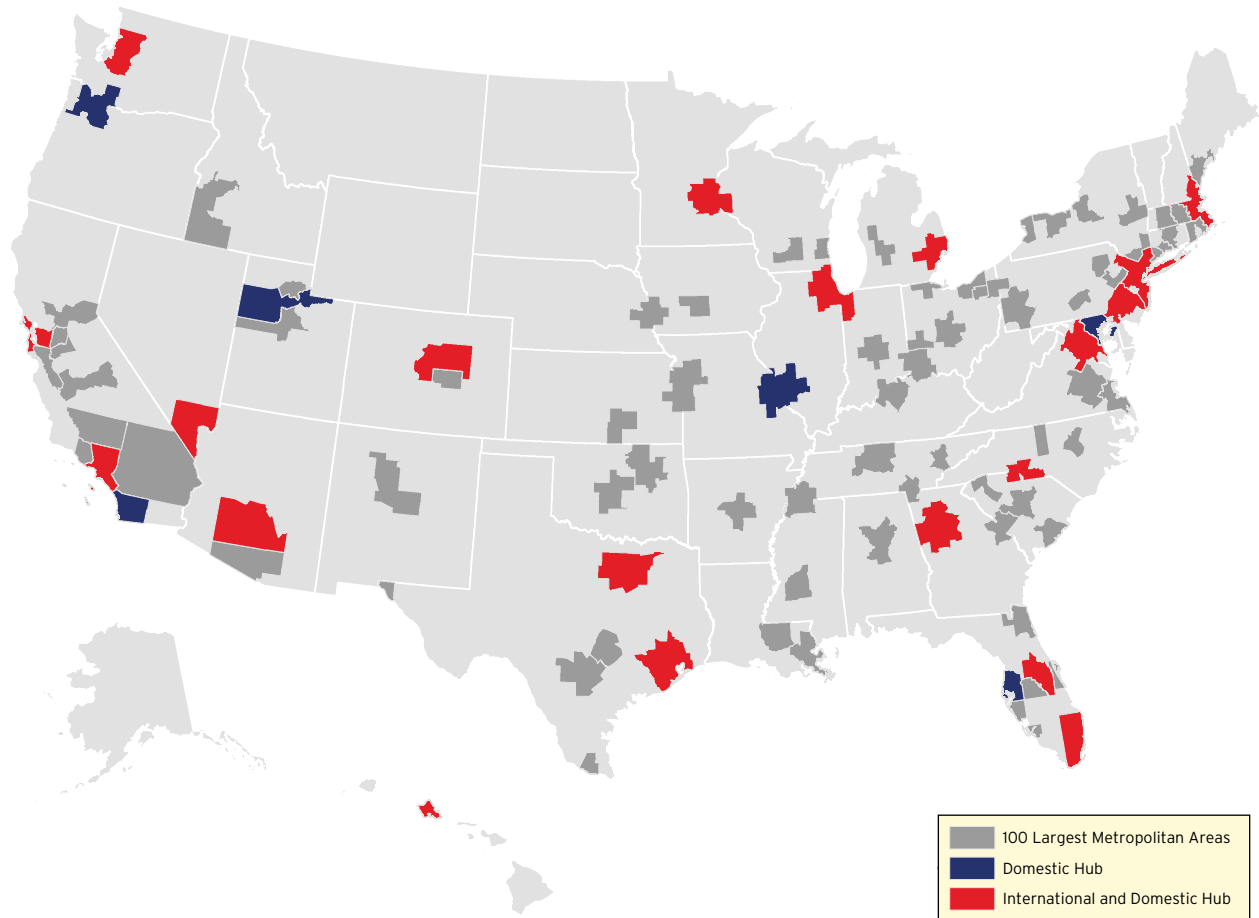 100 Largest Metropolitan Areas
Domestic Hub
International and Domestic Hub